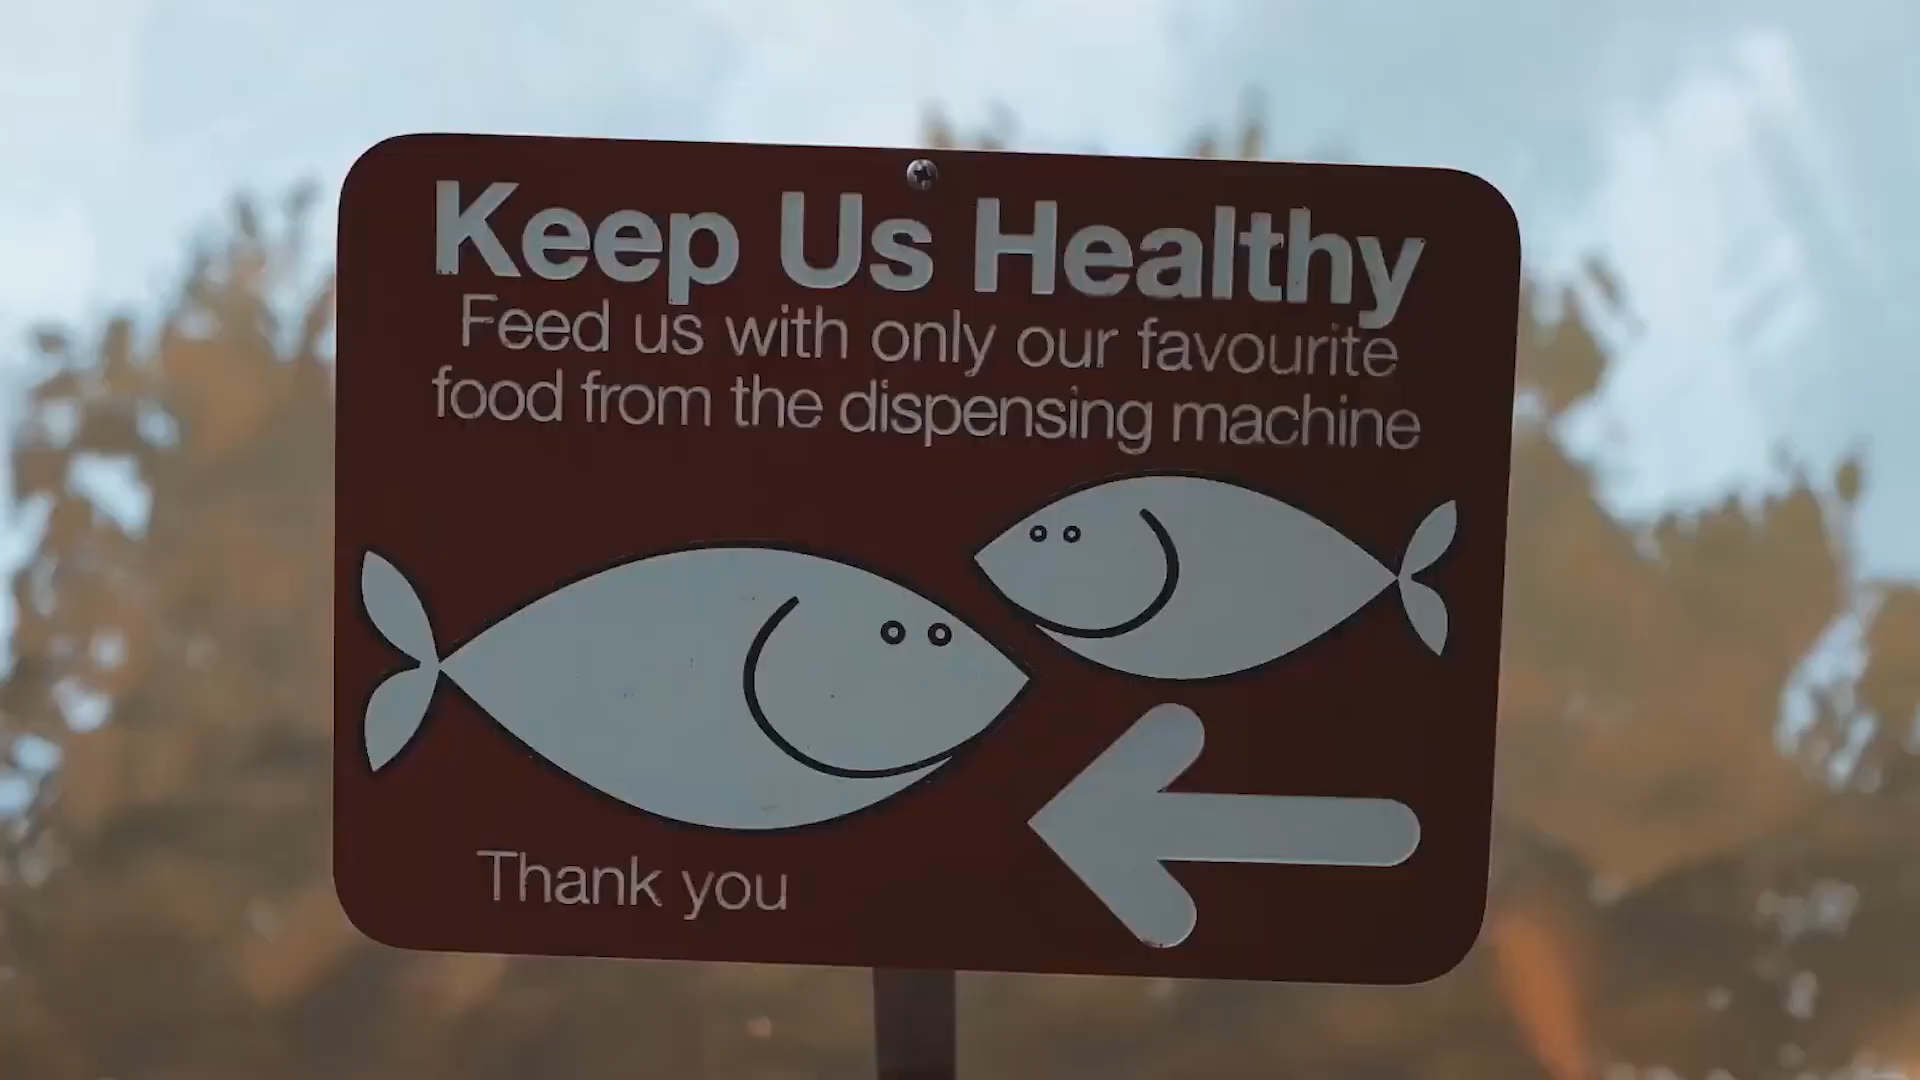 Keep Us Healthy
Feed us with only our favourite
food from the dispensing machine
Thank you